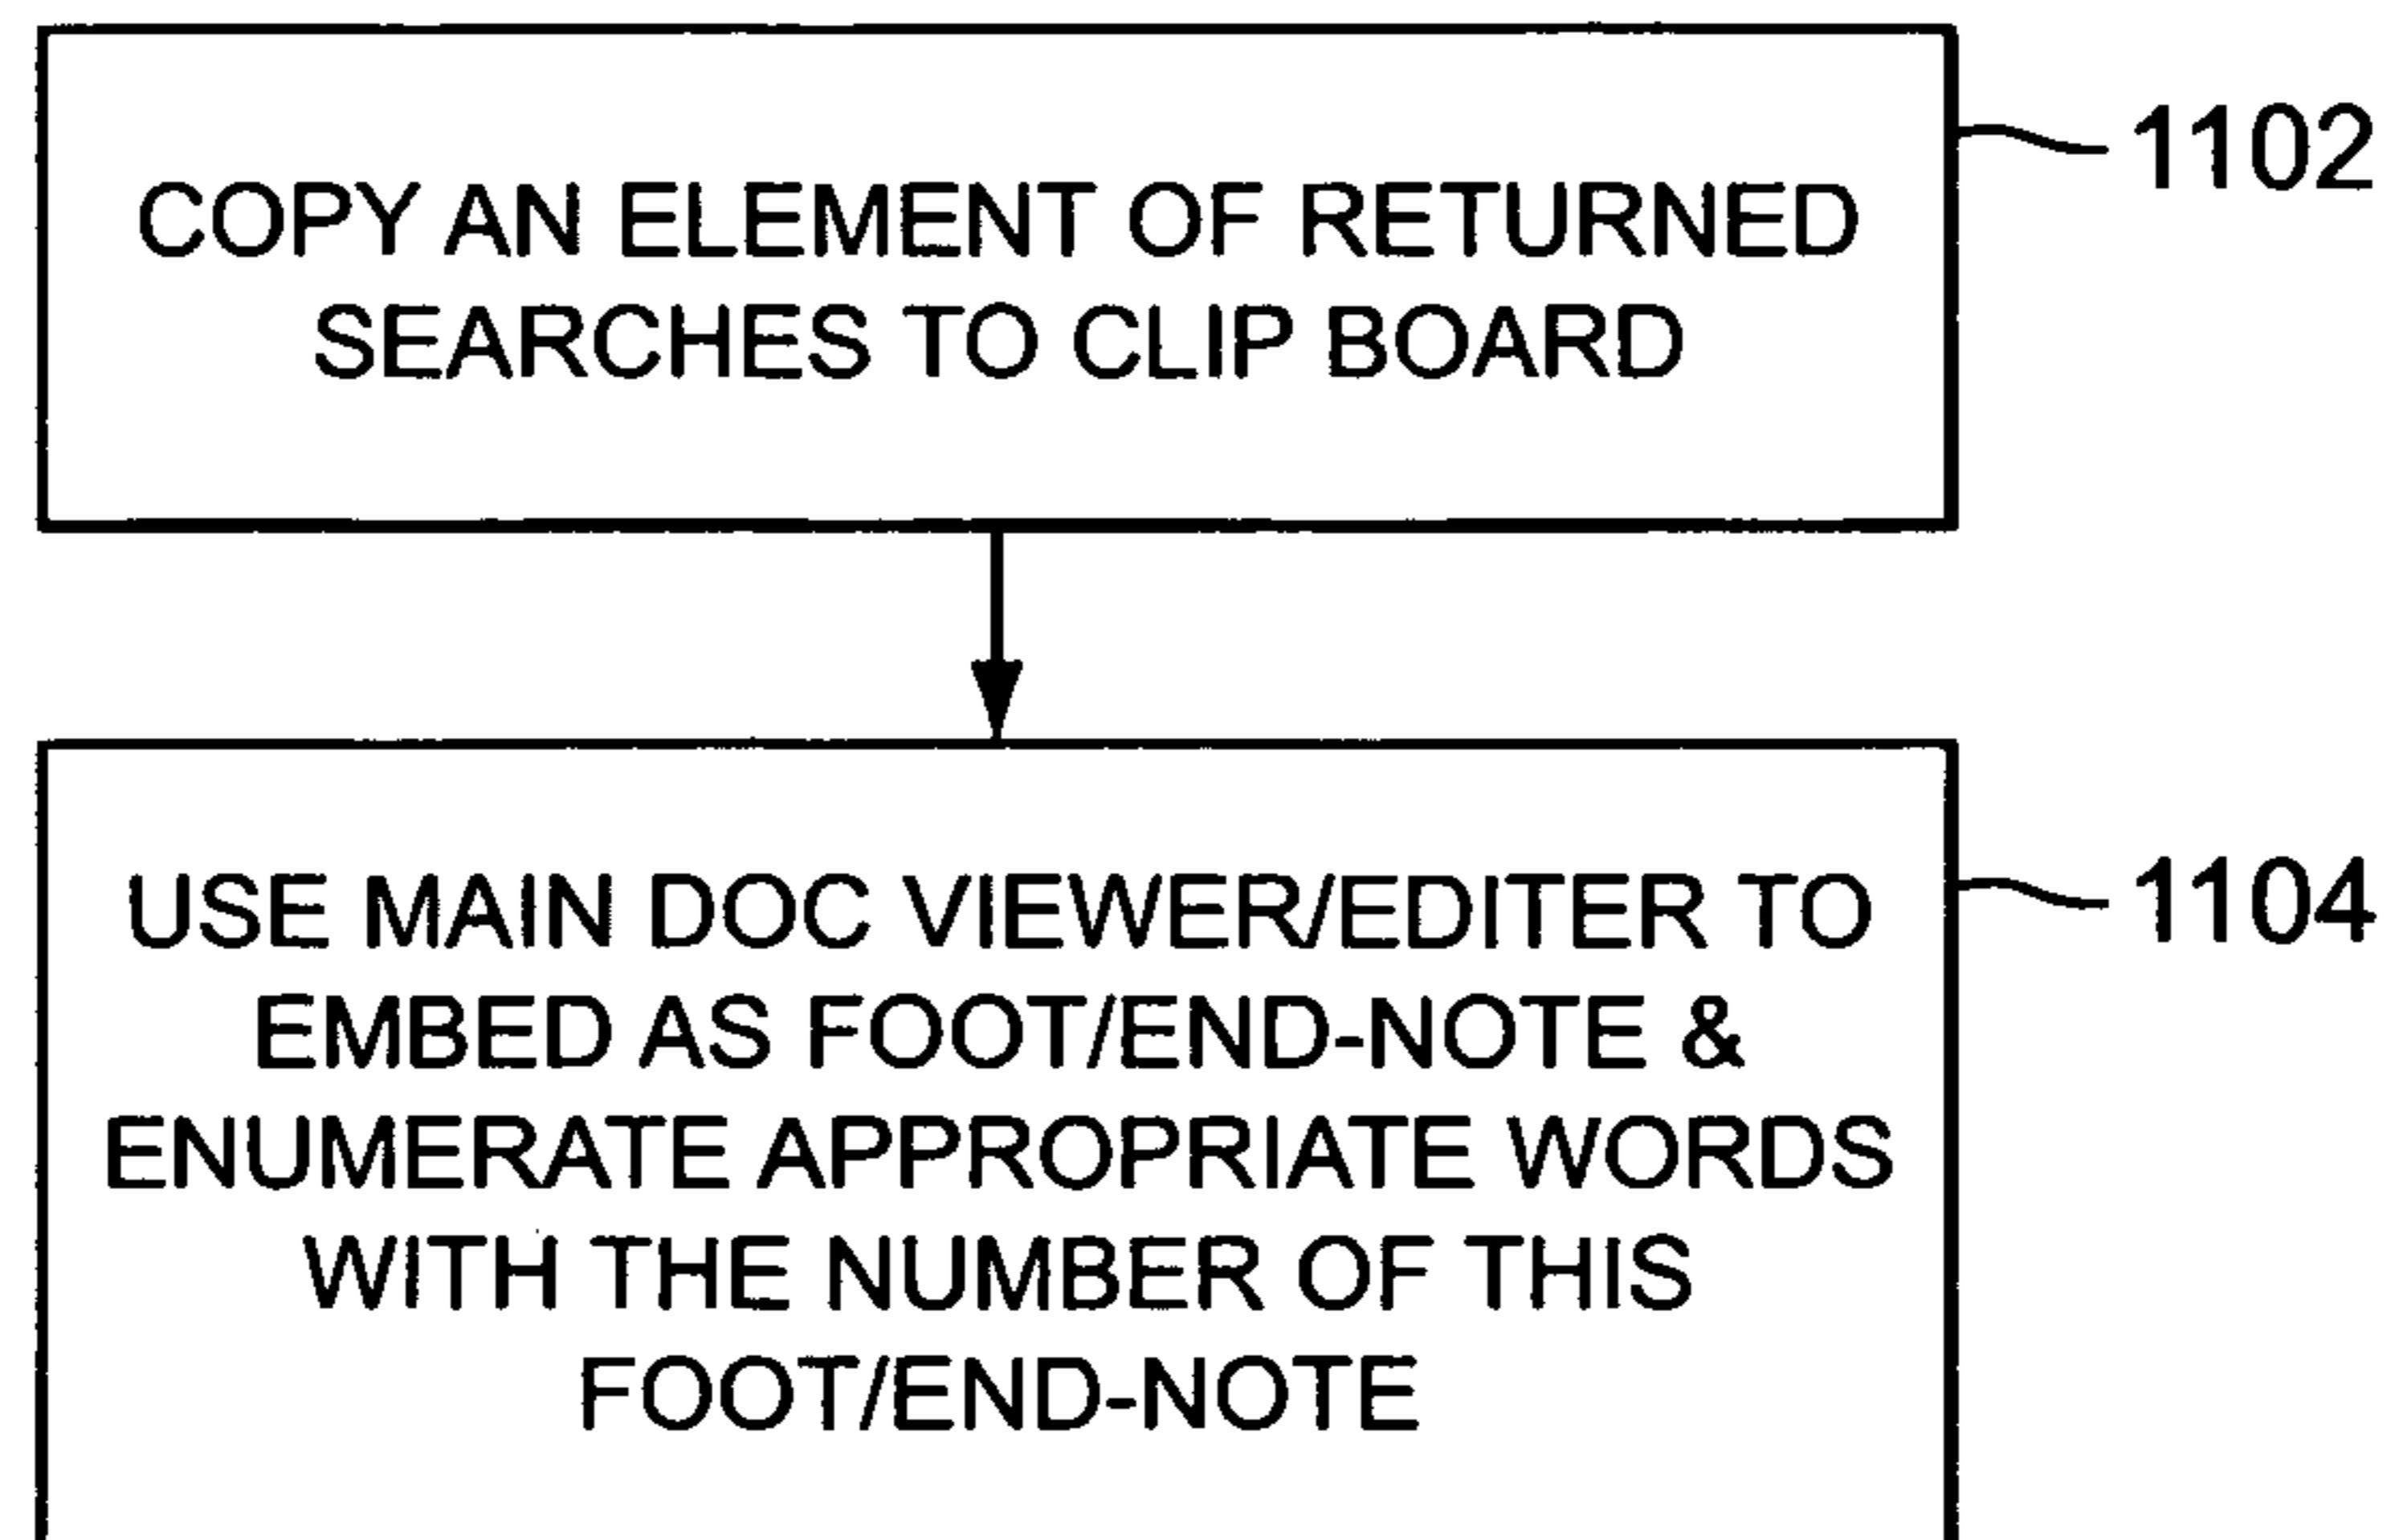 COPY AN ELEMENT OF RETURNED
SEARCHES TO CLIP BOARD
1102
USE MAIN DOC VIEWER/EDITER TO
EMBED AS FOOT/END-NOTE &
ENUMERATE APPROPRIATE WORDS
WITH THE NUMBER OF THIS
FOOT/END-NOTE
1104